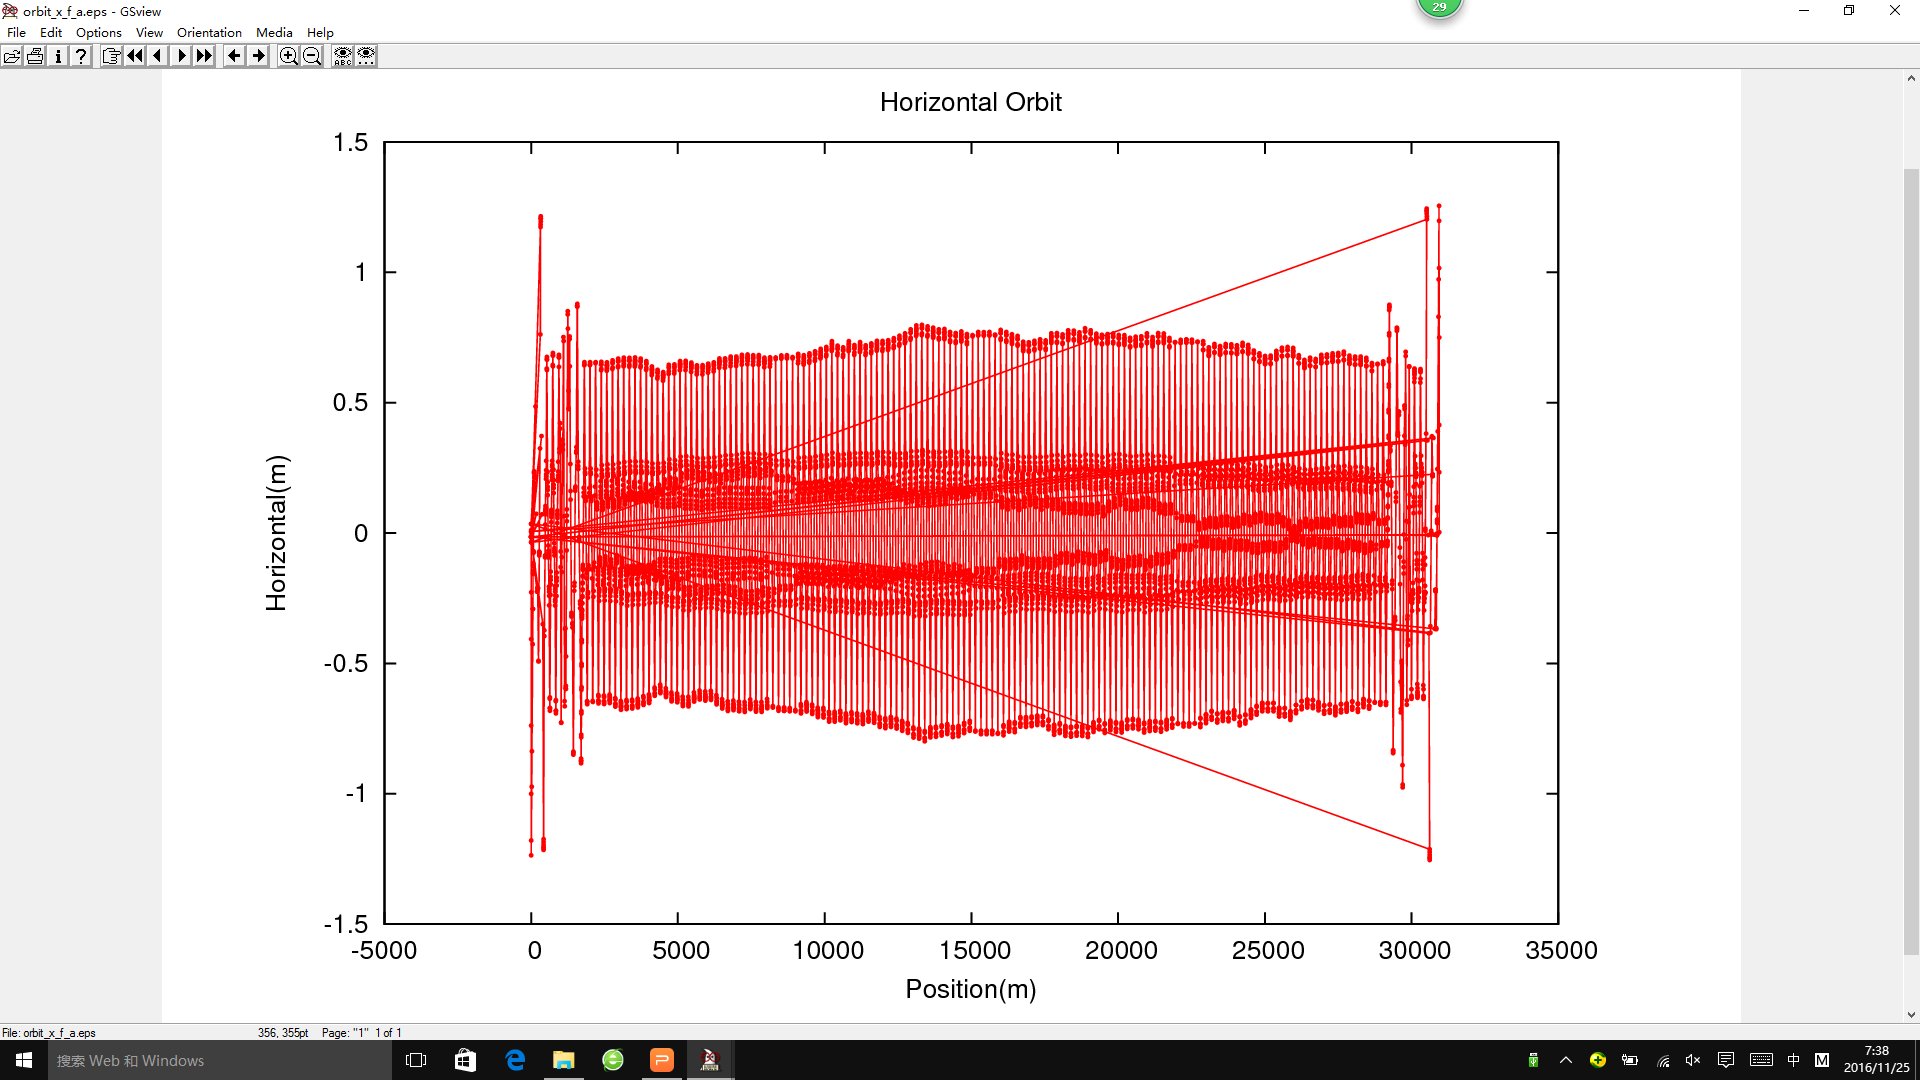 orbit_x_f_a.eps - GSview
29
File Edit Options View Orientation Media Help
ABC
Horizontal Orbit
1.5
1
0.5
0
-0.5
-1
-1.5
Horizontal(m)
-5000 0 5000 10000 15000 20000 25000 30000 35000
Position(m)
File: orbit_x_f_a.eps 356, 355pt Page: "1" 1 of 1
搜索 Web 和 Windows
中 M
7:38
2016/11/25